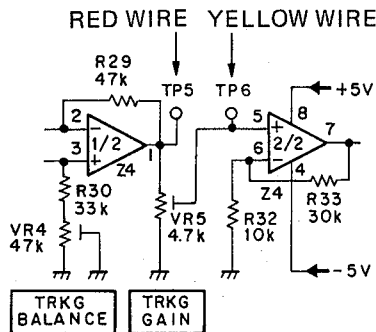 RED WIRE YELLOW WIRE
R29
47k
TP5
TP6
+5V
2
3
1/2
Z4
1
5
6
2/2
8
7
4
Z4
R30
33k
VR4
47k
VR5
4.7k
R32
10k
R33
30k
-5V
TRKG
BALANCE
TRKG
GAIN